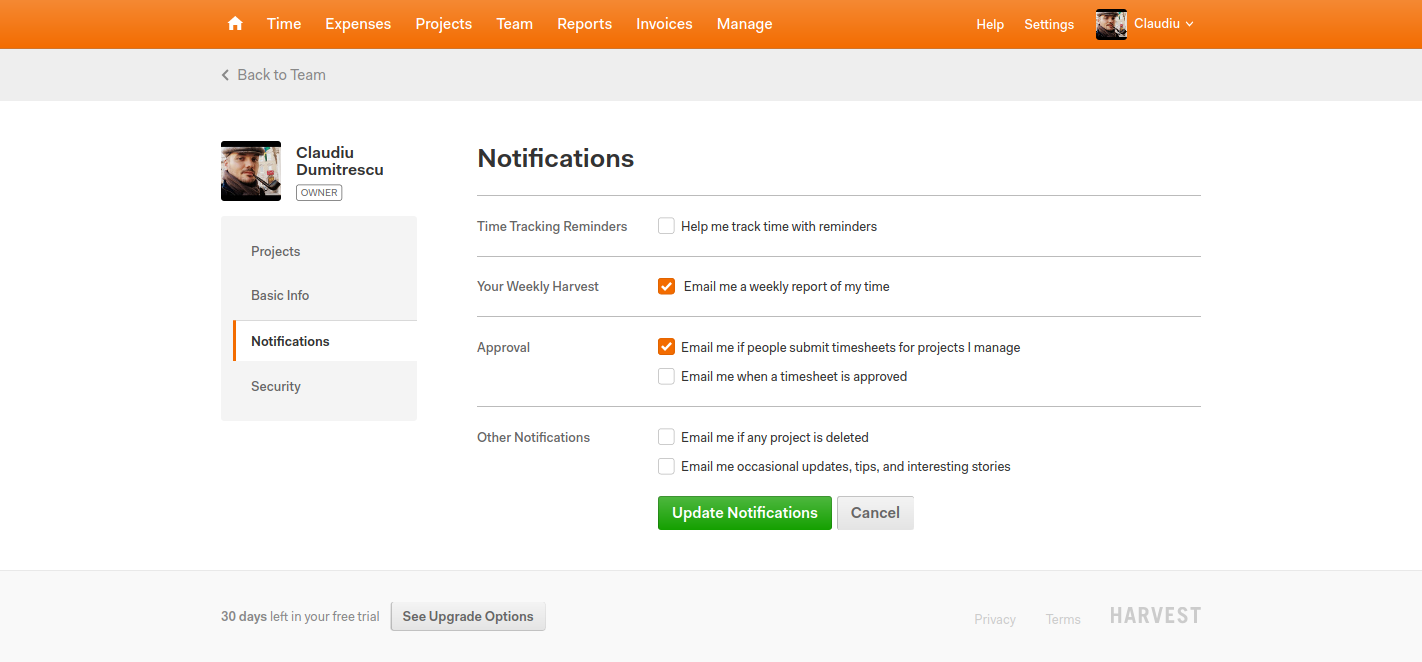 Time Expenses Projects Team Reports Invoices Manage Help Settings Claudiu
Back to Team
Claudiu
Dumitrescu
OWNER
Projects
Basic Info
Notifications
Security
Notifications
Time Tracking Reminders Help me track time with reminders
Your Weekly Harvest Email me a weekly report of my time
Approval Email me if people submit timesheets for projects I manage
Email me when a timesheet is approved
Other Notifications Email me if any project is deleted
Email me occasional updates, tips, and interesting stories
Update Notifications Cancel
30 days left in your free trial See Upgrade Options Privacy Terms HARVEST